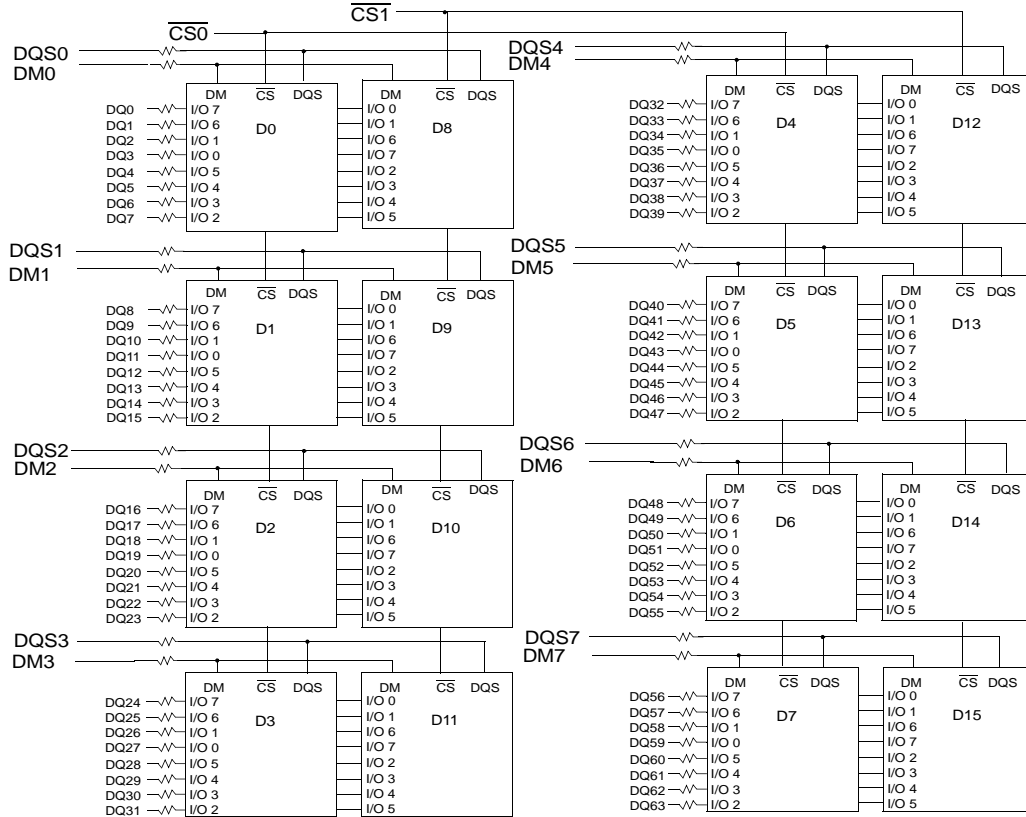 CS1
CS0
DQS0
DM0
DM CS DQS DM CS DQS
D0 D8
DQ0 I/O 7 I/O 0
DQ1 I/O 6 I/O 1
DQ2 I/O 1 I/O 6
DQ3 I/O 0 I/O 7
DQ4 I/O 5 I/O 2
DQ5 I/O 4 I/O 3
DQ6 I/O 3 I/O 4
DQ7 I/O 2 I/O 5
DQS1
DM1
DM CS DQS DM CS DQS
D1 D9
DQ8 I/O 7 I/O 0
DQ9 I/O 6 I/O 1
DQ10 I/O 1 I/O 6
DQ11 I/O 0 I/O 7
DQ12 I/O 5 I/O 2
DQ13 I/O 4 I/O 3
DQ14 I/O 3 I/O 4
DQ15 I/O 2 I/O 5
DQS2
DM2
DM CS DQS DM CS DQS
D2 D10
DQ16 I/O 7 I/O 0
DQ17 I/O 6 I/O 1
DQ18 I/O 1 I/O 6
DQ19 I/O 0 I/O 7
DQ20 I/O 5 I/O 2
DQ21 I/O 4 I/O 3
DQ22 I/O 3 I/O 4
DQ23 I/O 2 I/O 5
DQS3
DM3
DM CS DQS DM CS DQS
D3 D11
DQ24 I/O 7 I/O 0
DQ25 I/O 6 I/O 1
DQ26 I/O 1 I/O 6
DQ27 I/O 0 I/O 7
DQ28 I/O 5 I/O 2
DQ29 I/O 4 I/O 3
DQ30 I/O 3 I/O 4
DQ31 I/O 2 I/O 5
DQS4
DM4
DM CS DQS DM CS DQS
D4 D12
DQ32 I/O 7 I/O 0
DQ33 I/O 6 I/O 1
DQ34 I/O 1 I/O 6
DQ35 I/O 0 I/O 7
DQ36 I/O 5 I/O 2
DQ37 I/O 4 I/O 3
DQ38 I/O 3 I/O 4
DQ39 I/O 2 I/O 5
DQS5
DM5
DM CS DQS DM CS DQS
D5 D13
DQ40 I/O 7 I/O 0
DQ41 I/O 6 I/O 1
DQ42 I/O 1 I/O 6
DQ43 I/O 0 I/O 7
DQ44 I/O 5 I/O 2
DQ45 I/O 4 I/O 3
DQ46 I/O 3 I/O 4
DQ47 I/O 2 I/O 5
DQS6
DM6
DM CS DQS DM CS DQS
D6 D14
DQ48 I/O 7 I/O 0
DQ49 I/O 6 I/O 1
DQ50 I/O 1 I/O 6
DQ51 I/O 0 I/O 7
DQ52 I/O 5 I/O 2
DQ53 I/O 4 I/O 3
DQ54 I/O 3 I/O 4
DQ55 I/O 2 I/O 5
DQS7
DM7
DM CS DQS DM CS DQS
D7 D15
DQ56 I/O 7 I/O 0
DQ57 I/O 6 I/O 1
DQ58 I/O 1 I/O 6
DQ59 I/O 0 I/O 7
DQ60 I/O 5 I/O 2
DQ61 I/O 4 I/O 3
DQ62 I/O 3 I/O 4
DQ63 I/O 2 I/O 5